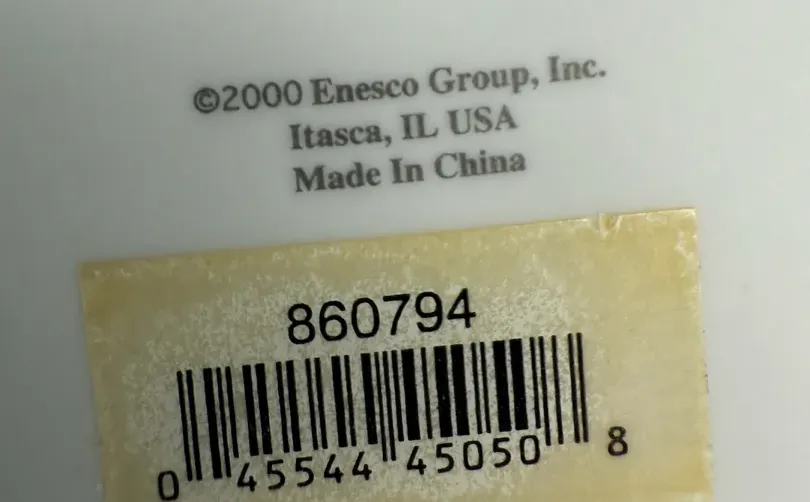 ©2000 Enesco Group, Inc.
Itasca, IL USA
Made In China
860794
0 45544 45050 8